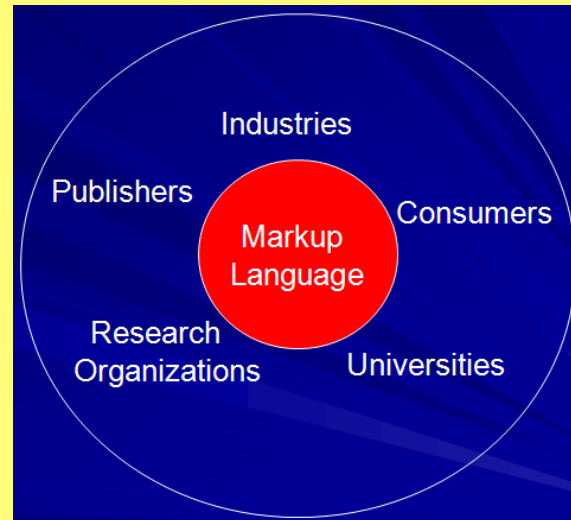 Industries
Publishers
Consumers
Markup
Language
Research
Organizations
Universities